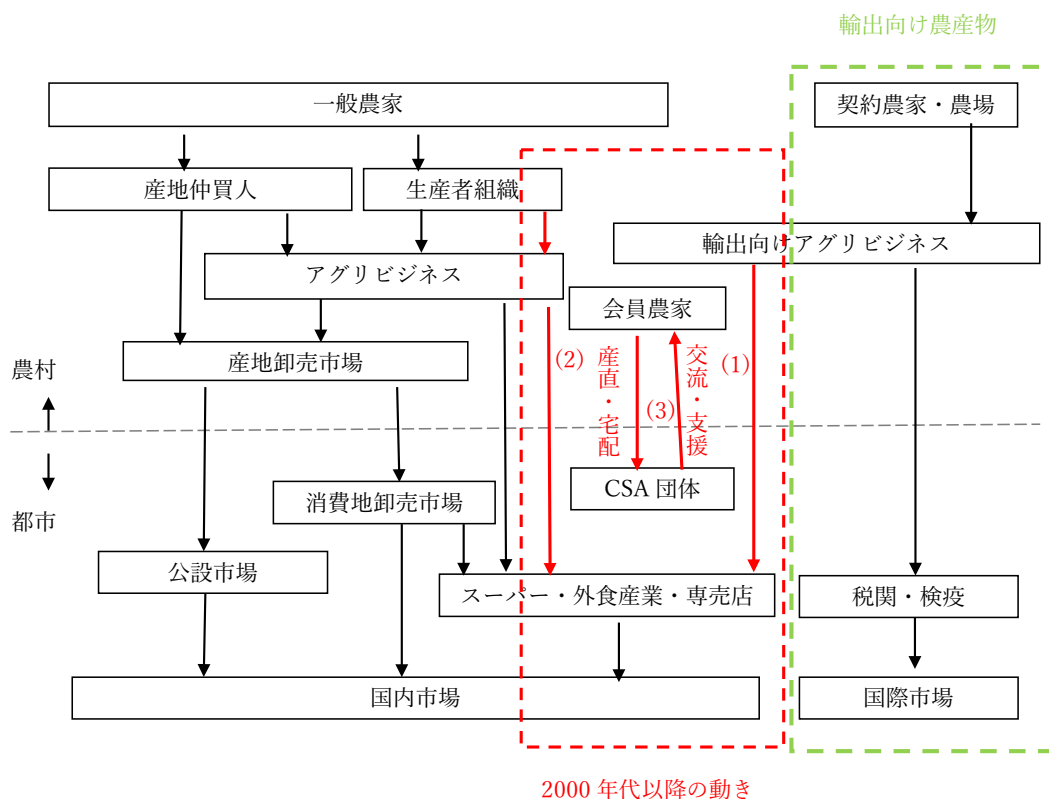 輸出向け農産物
一般農家
契約農家・農場
産地仲買人
生産者組織
輸出向けアグリビジネス
アグリビジネス
会員農家
産地卸売市場
(2)
産直・宅配
(3)
交流・支援
(1)
農村
都市
CSA 団体
消費地卸売市場
公設市場
スーパー・外食産業・専売店
税関・検疫
国内市場
国際市場
2000 年代以降の動き